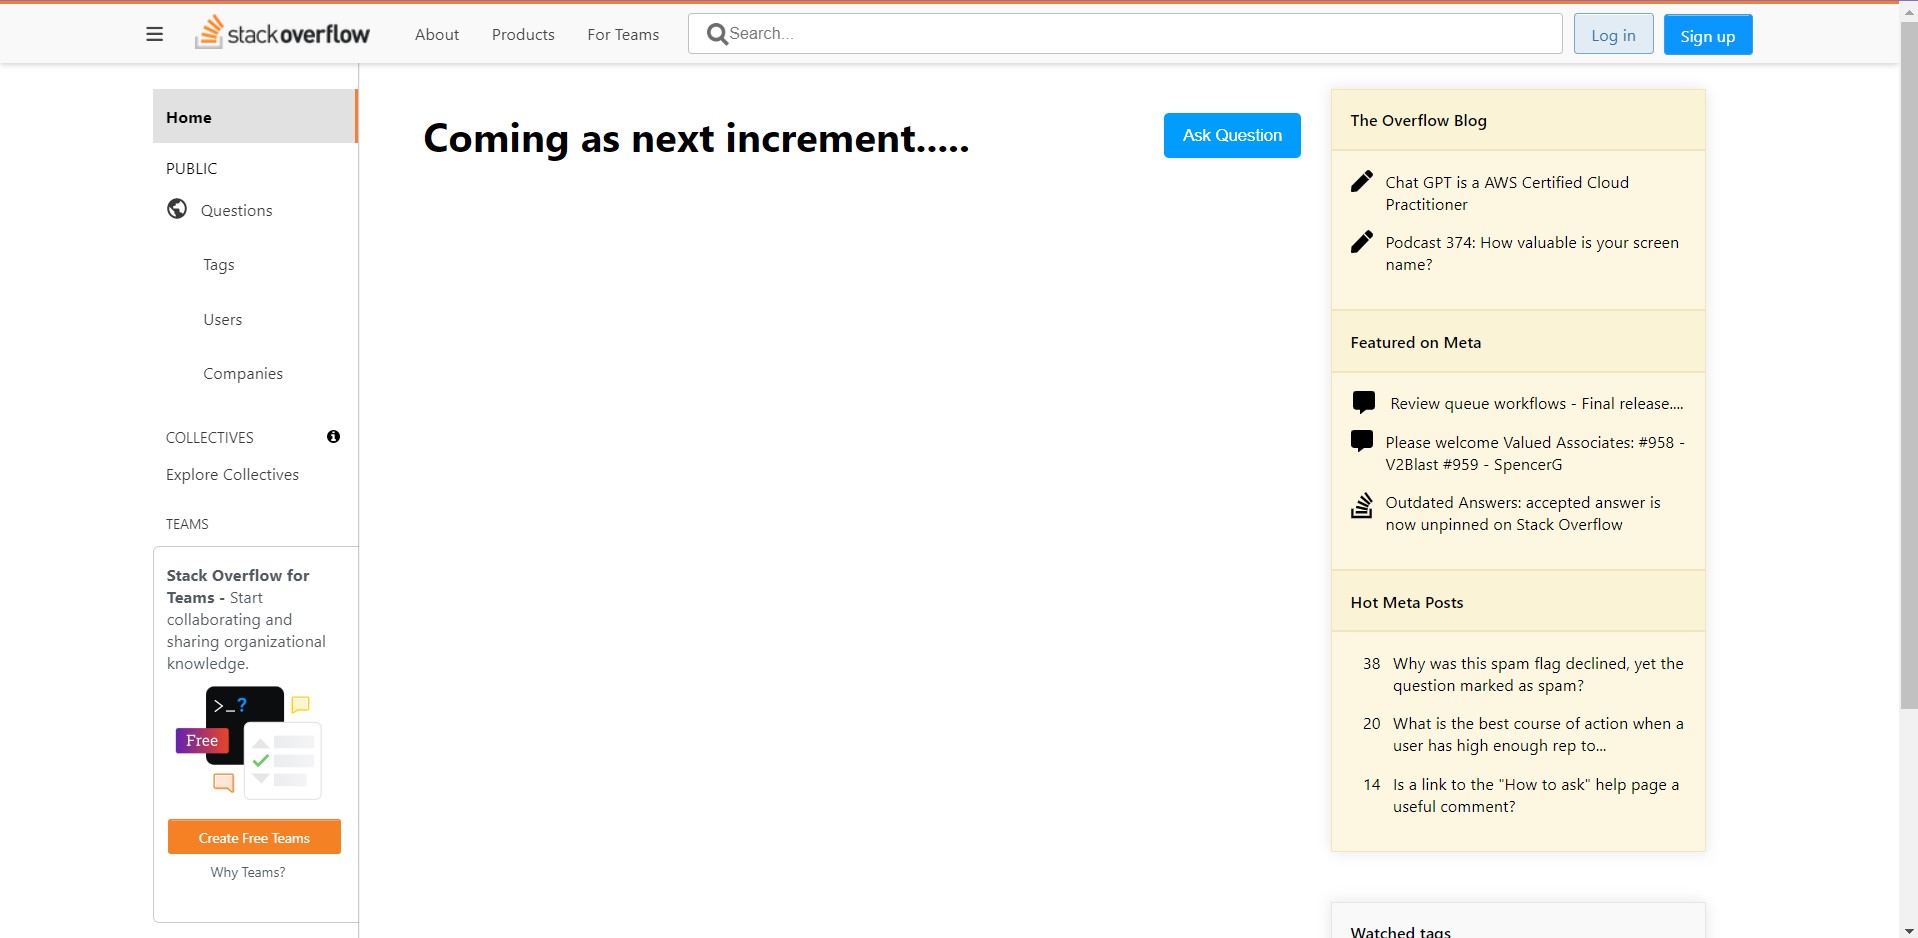 stackoverflow About Products For Teams Search... Log in Sign up
Home
PUBLIC
Questions
Tags
Users
Companies
COLLECTIVES
Explore Collectives
TEAMS
Stack Overflow for
Teams - Start
collaborating and
sharing organizational
knowledge.
>_?
Free
Create Free Teams
Why Teams?
Coming as next increment.....
Ask Question
The Overflow Blog
Chat GPT is a AWS Certified Cloud
Practitioner
Podcast 374: How valuable is your screen
name?
Featured on Meta
Review queue workflows - Final release....
Please welcome Valued Associates: #958 -
V2Blast #959 - SpencerG
Outdated Answers: accepted answer is
now unpinned on Stack Overflow
Hot Meta Posts
38 Why was this spam flag declined, yet the
question marked as spam?
20 What is the best course of action when a
user has high enough rep to...
14 Is a link to the "How to ask" help page a
useful comment?
Watched tags